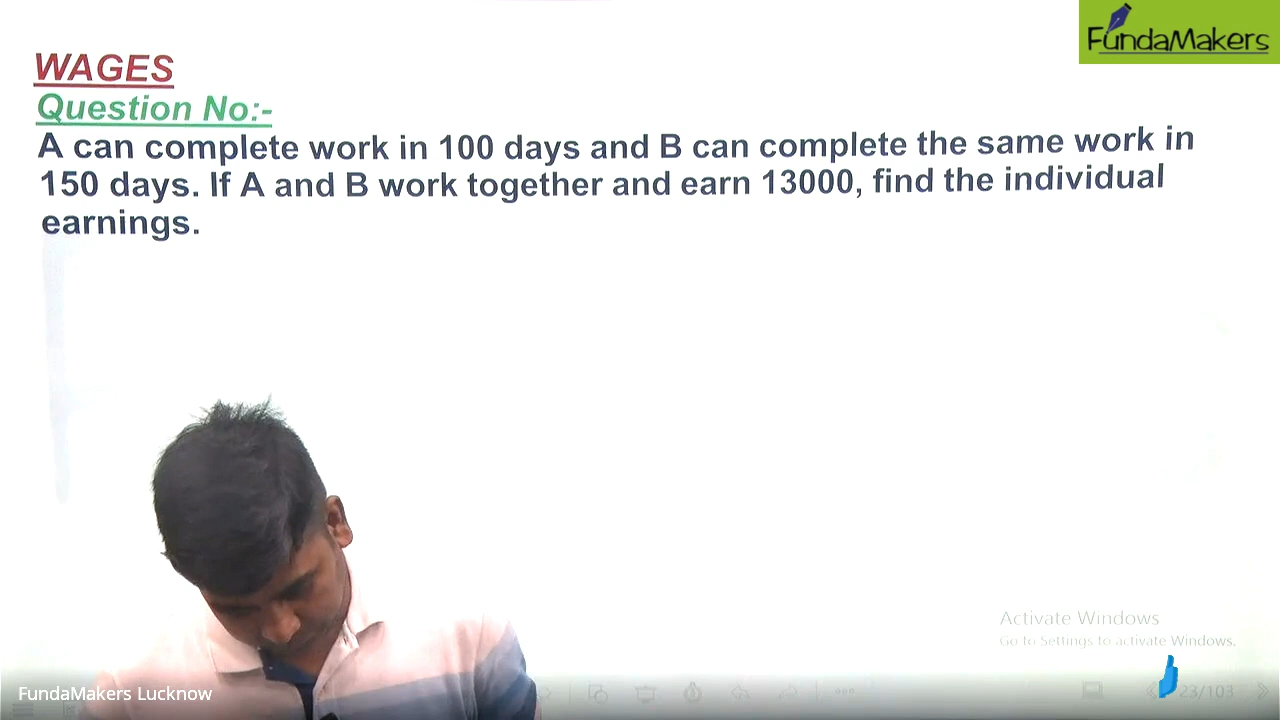 FundaMakers
WAGES
Question No:-
A can complete work in 100 days and B can complete the same work in
150 days. If A and B work together and earn 13000, find the individual
earnings.
Activate Windows
Go to Settings to activate Windows.
FundaMakers Lucknow
23/103